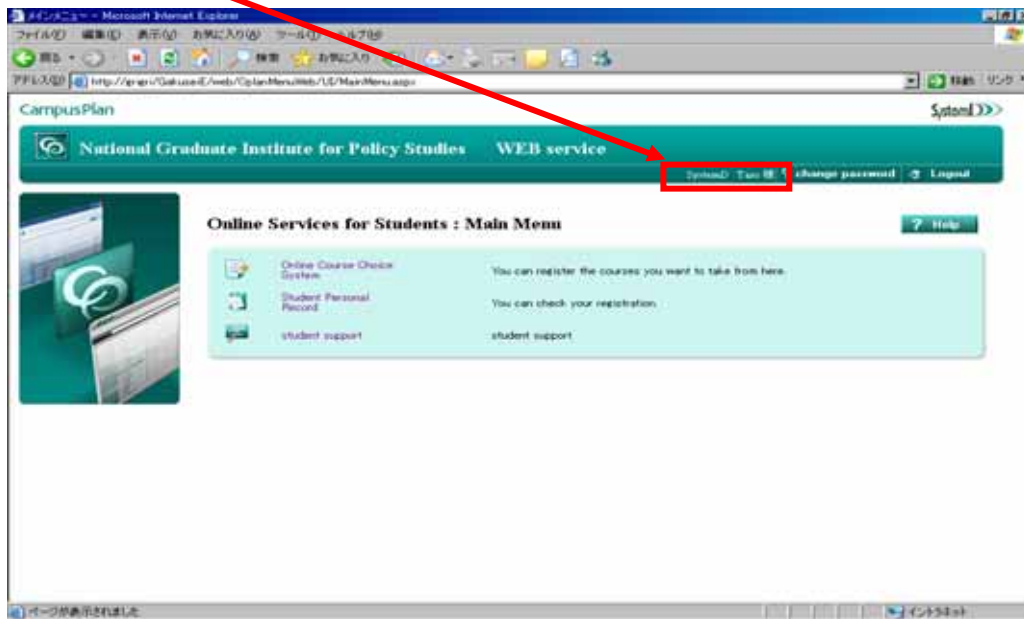 メインメニュー - Microsoft Internet Explorer
ファイル(F) 編集(E) 表示(V) お気に入り(A) ツール(T) ヘルプ(H)
戻る 検索 お気に入り
アドレス(D) 移動 リンク
CampusPlan
SystemD
National Graduate Institute for Policy Studies WEB service
SystemD Taro 様 change password Logout
Online Services for Students : Main Menu
? Help
Online Course Choice System
You can register the courses you want to take from here.
Student Personal Record
You can check your registration.
student support
student support
ページが表示されました
イントラネット